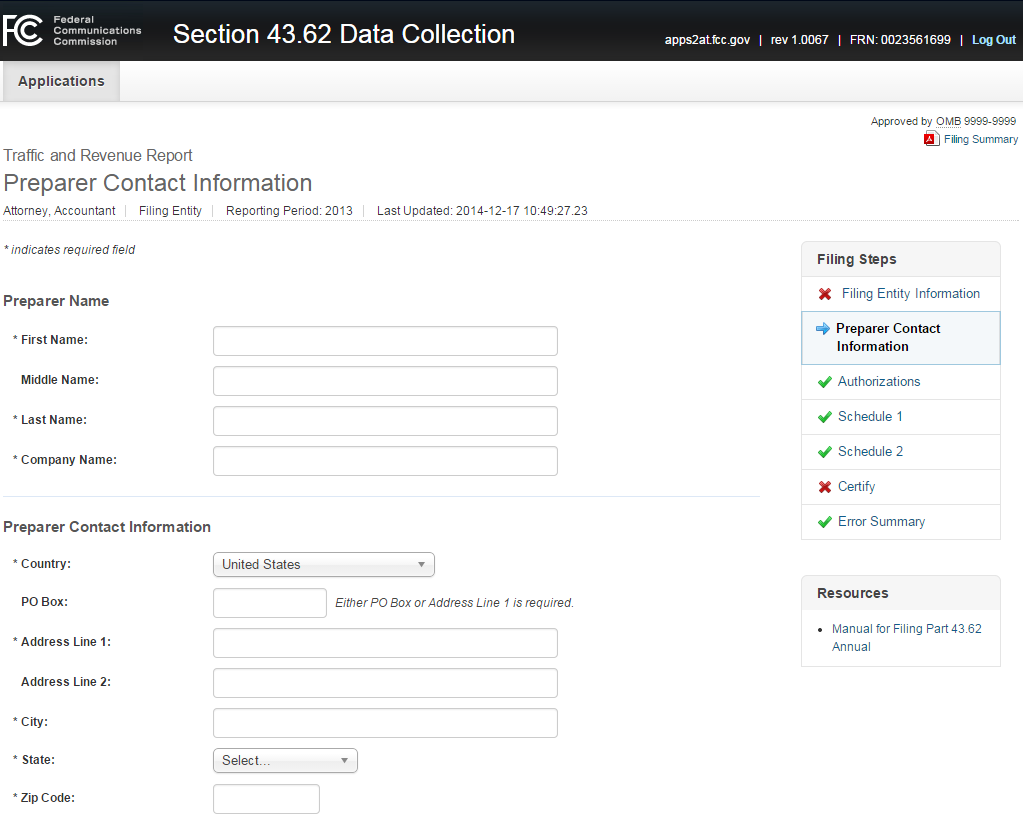 FCC Federal
Communications
Commission
Section 43.62 Data Collection
apps2at.fcc.gov | rev 1.0067 | FRN: 0023561699 | Log Out
Applications
Approved by OMB 9999-9999
Filing Summary
Traffic and Revenue Report
Preparer Contact Information
Attorney, Accountant | Filing Entity | Reporting Period: 2013 | Last Updated: 2014-12-17 10:49:27.23
* indicates required field
Preparer Name
* First Name:
Middle Name:
* Last Name:
* Company Name:
Preparer Contact Information
* Country: United States
PO Box: Either PO Box or Address Line 1 is required.
* Address Line 1:
Address Line 2:
* City:
* State: Select...
* Zip Code:
Filing Steps
Filing Entity Information
Preparer Contact
Information
Authorizations
Schedule 1
Schedule 2
Certify
Error Summary
Resources
• Manual for Filing Part 43.62
Annual